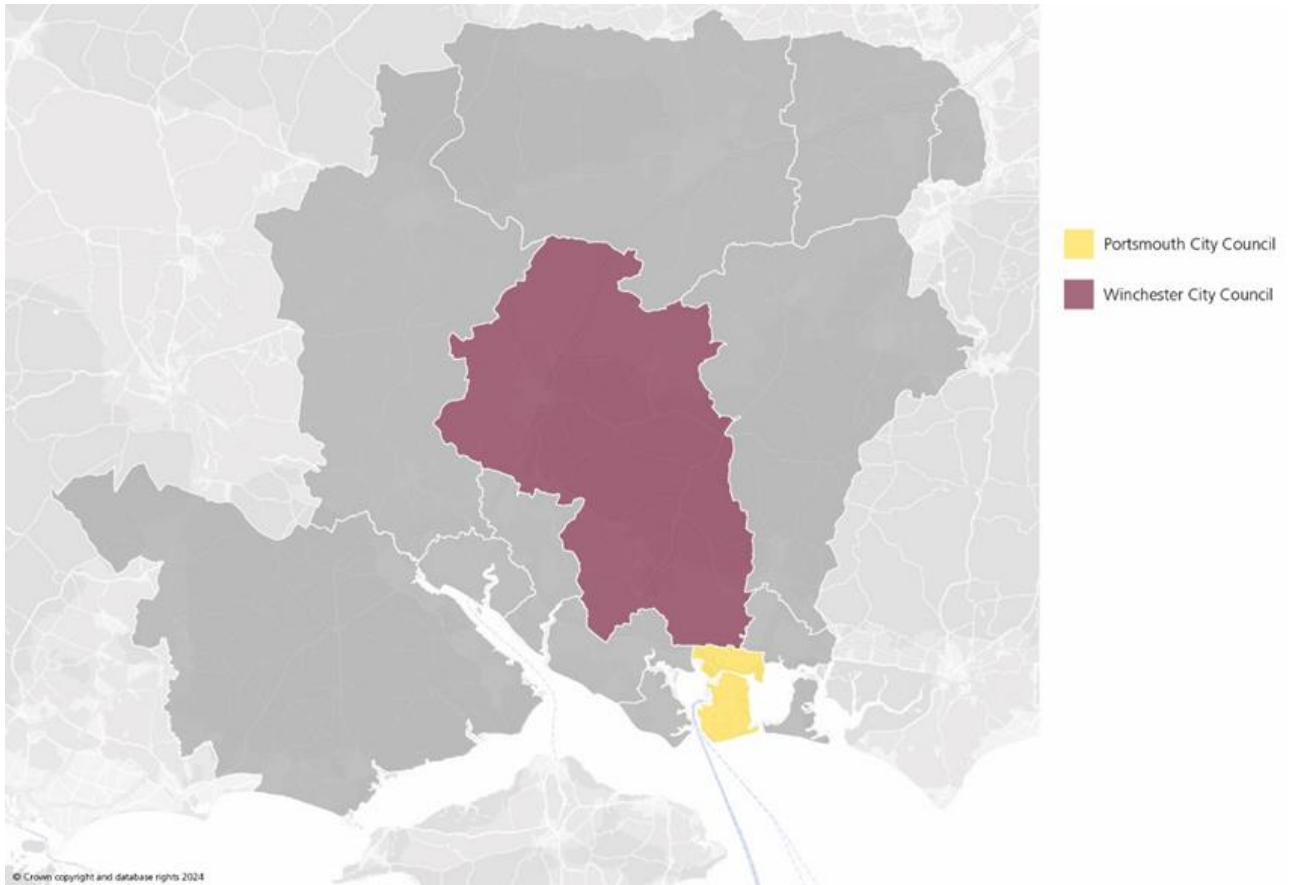 Portsmouth City Council
Winchester City Council
© Crown copyright and database rights 2024